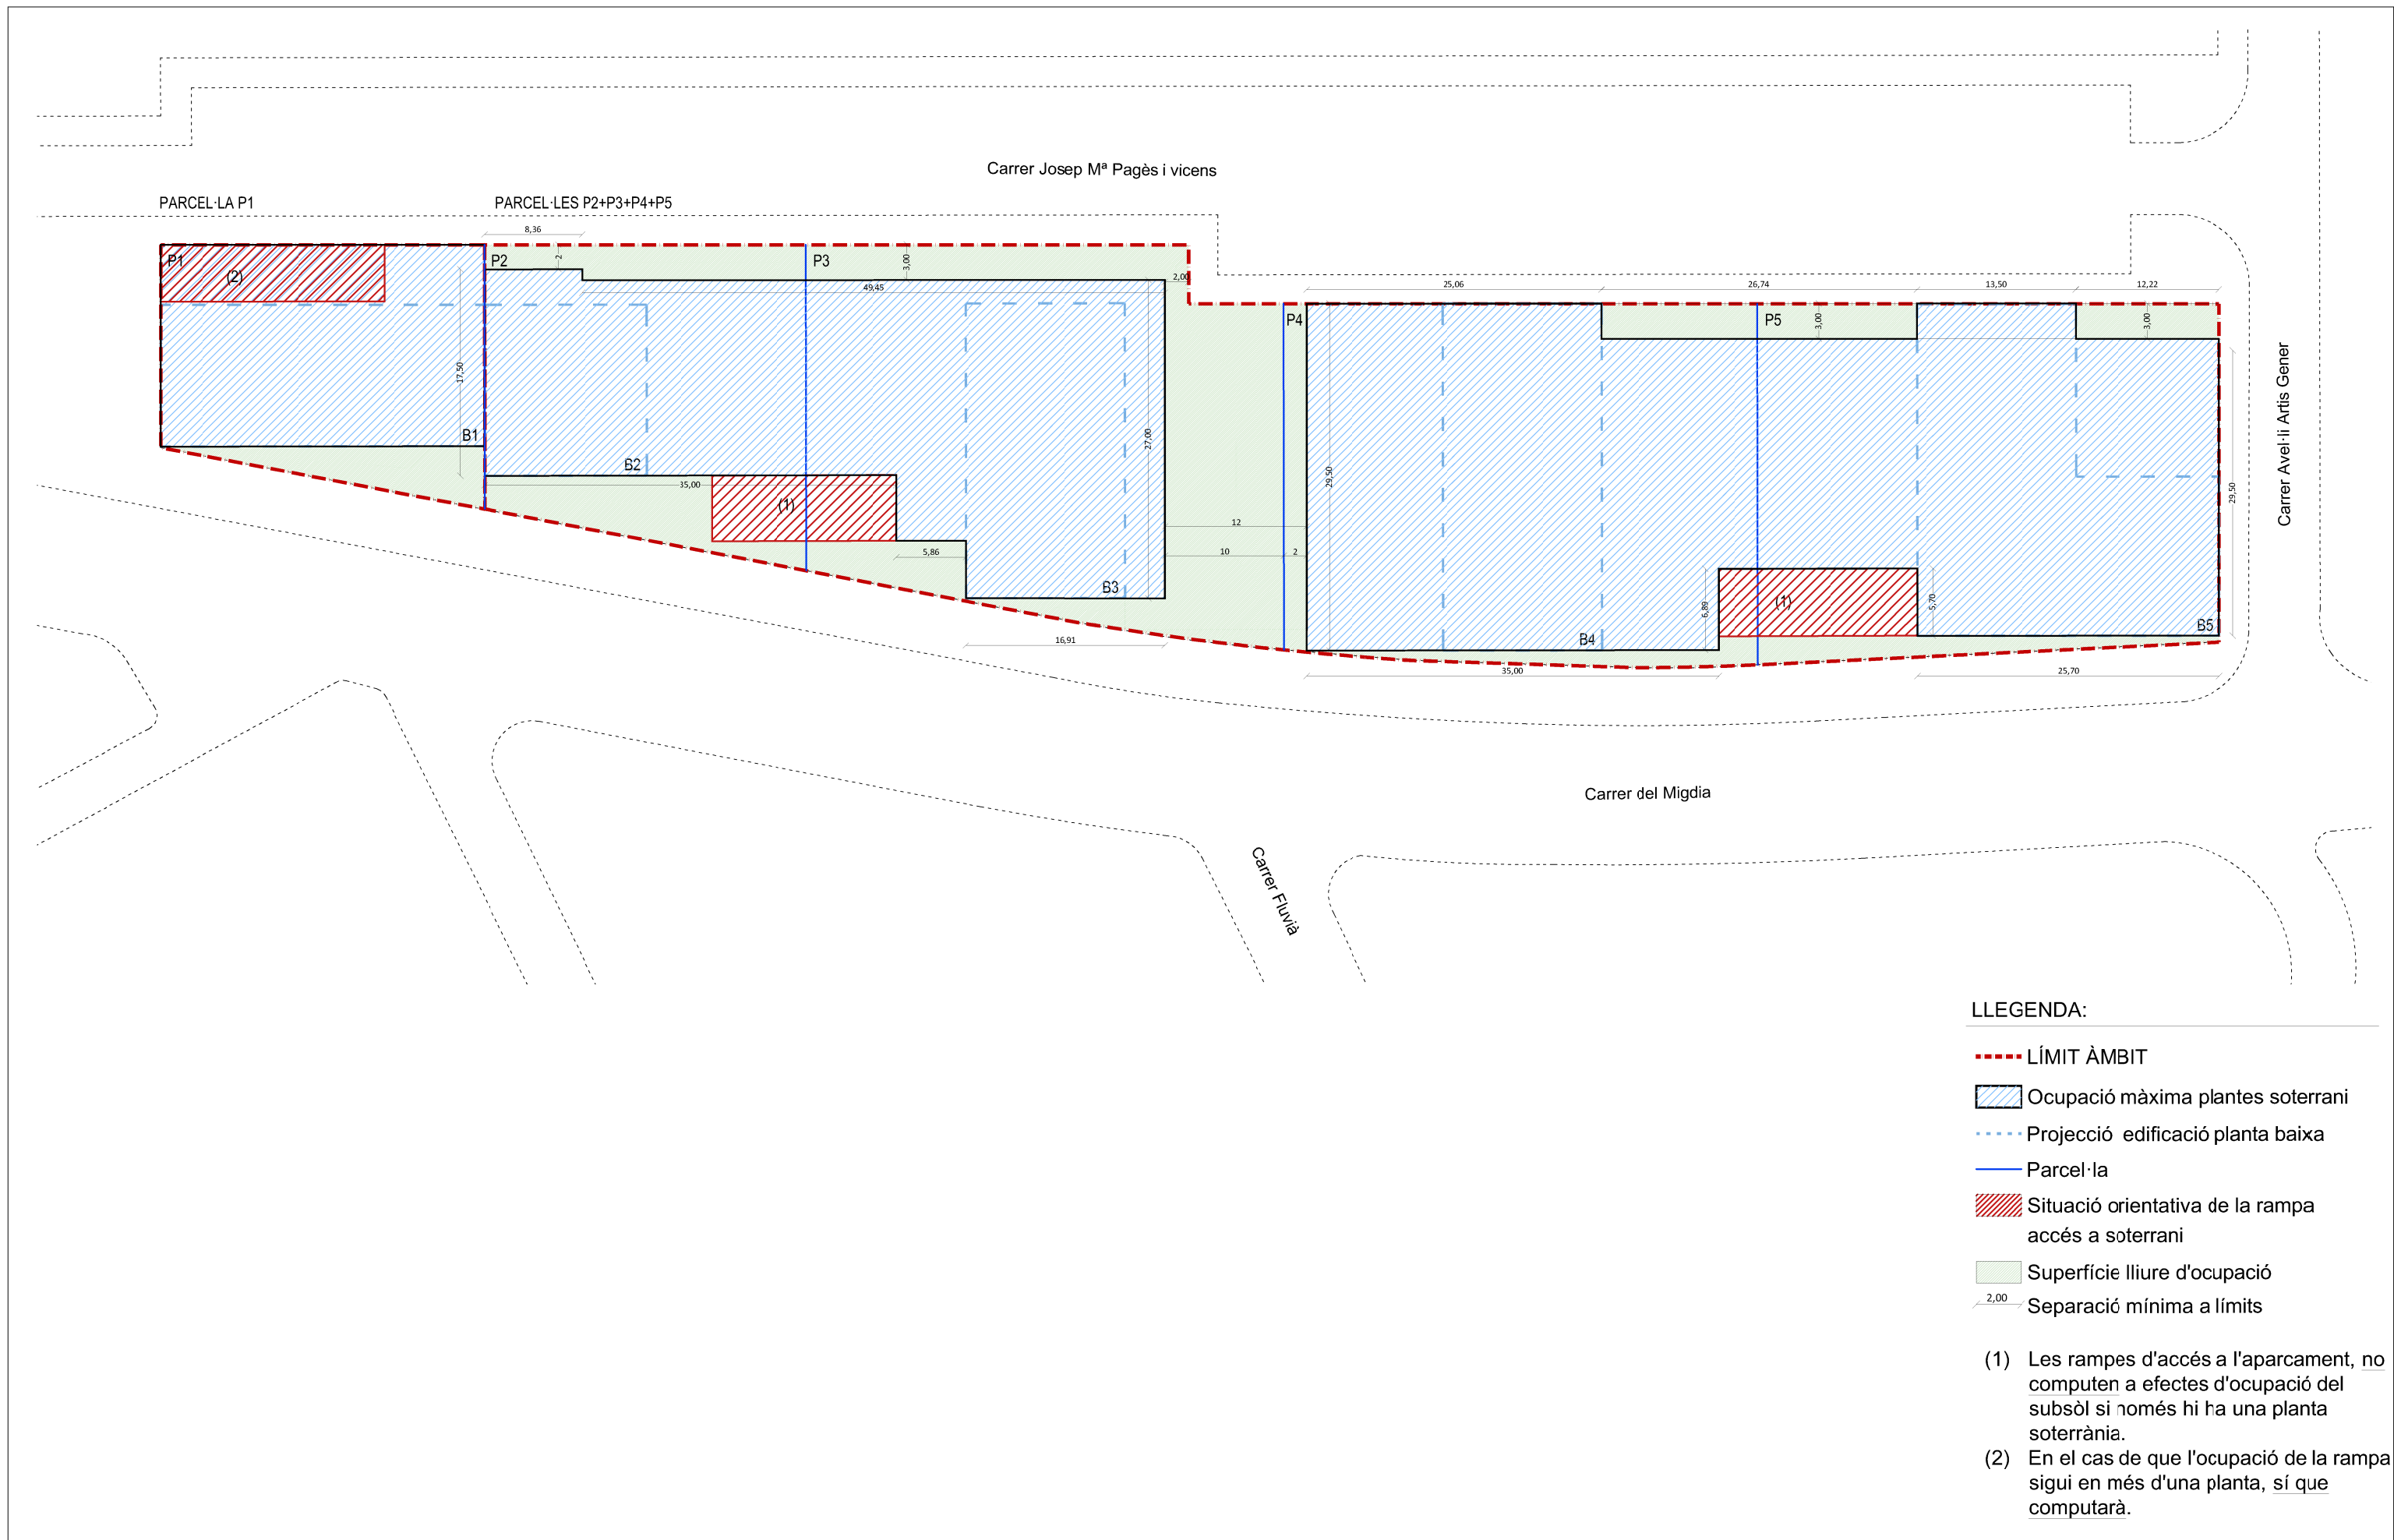 Carrer Josep Mª Pagès i vicens
PARCEL·LA P1
PARCEL·LES P2+P3+P4+P5
8,36
P1
(2)
P2
2
P3
3,00
2,00
49,45
25,06
26,74
13,50
12,22
P4
P5
3,00
3,00
17,50
B1
B2
35,00
(1)
27,00
29,50
29,50
Carrer Avel·lí Artis Gener
12
10
2
5,86
B3
16,91
6,89
(1)
5,70
B4
B5
35,00
25,70
Carrer del Migdia
Carrer Fluvià
LLEGENDA:
LÍMIT ÀMBIT
Ocupació màxima plantes soterrani
Projecció edificació planta baixa
Parcel·la
Situació orientativa de la rampa
accés a soterrani
Superfície lliure d'ocupació
2,00 Separació mínima a límits
(1) Les rampes d'accés a l'aparcament, no
computen a efectes d'ocupació del
subsòl si només hi ha una planta
soterrània.
(2) En el cas de que l'ocupació de la rampa
sigui en més d'una planta, sí que
computarà.